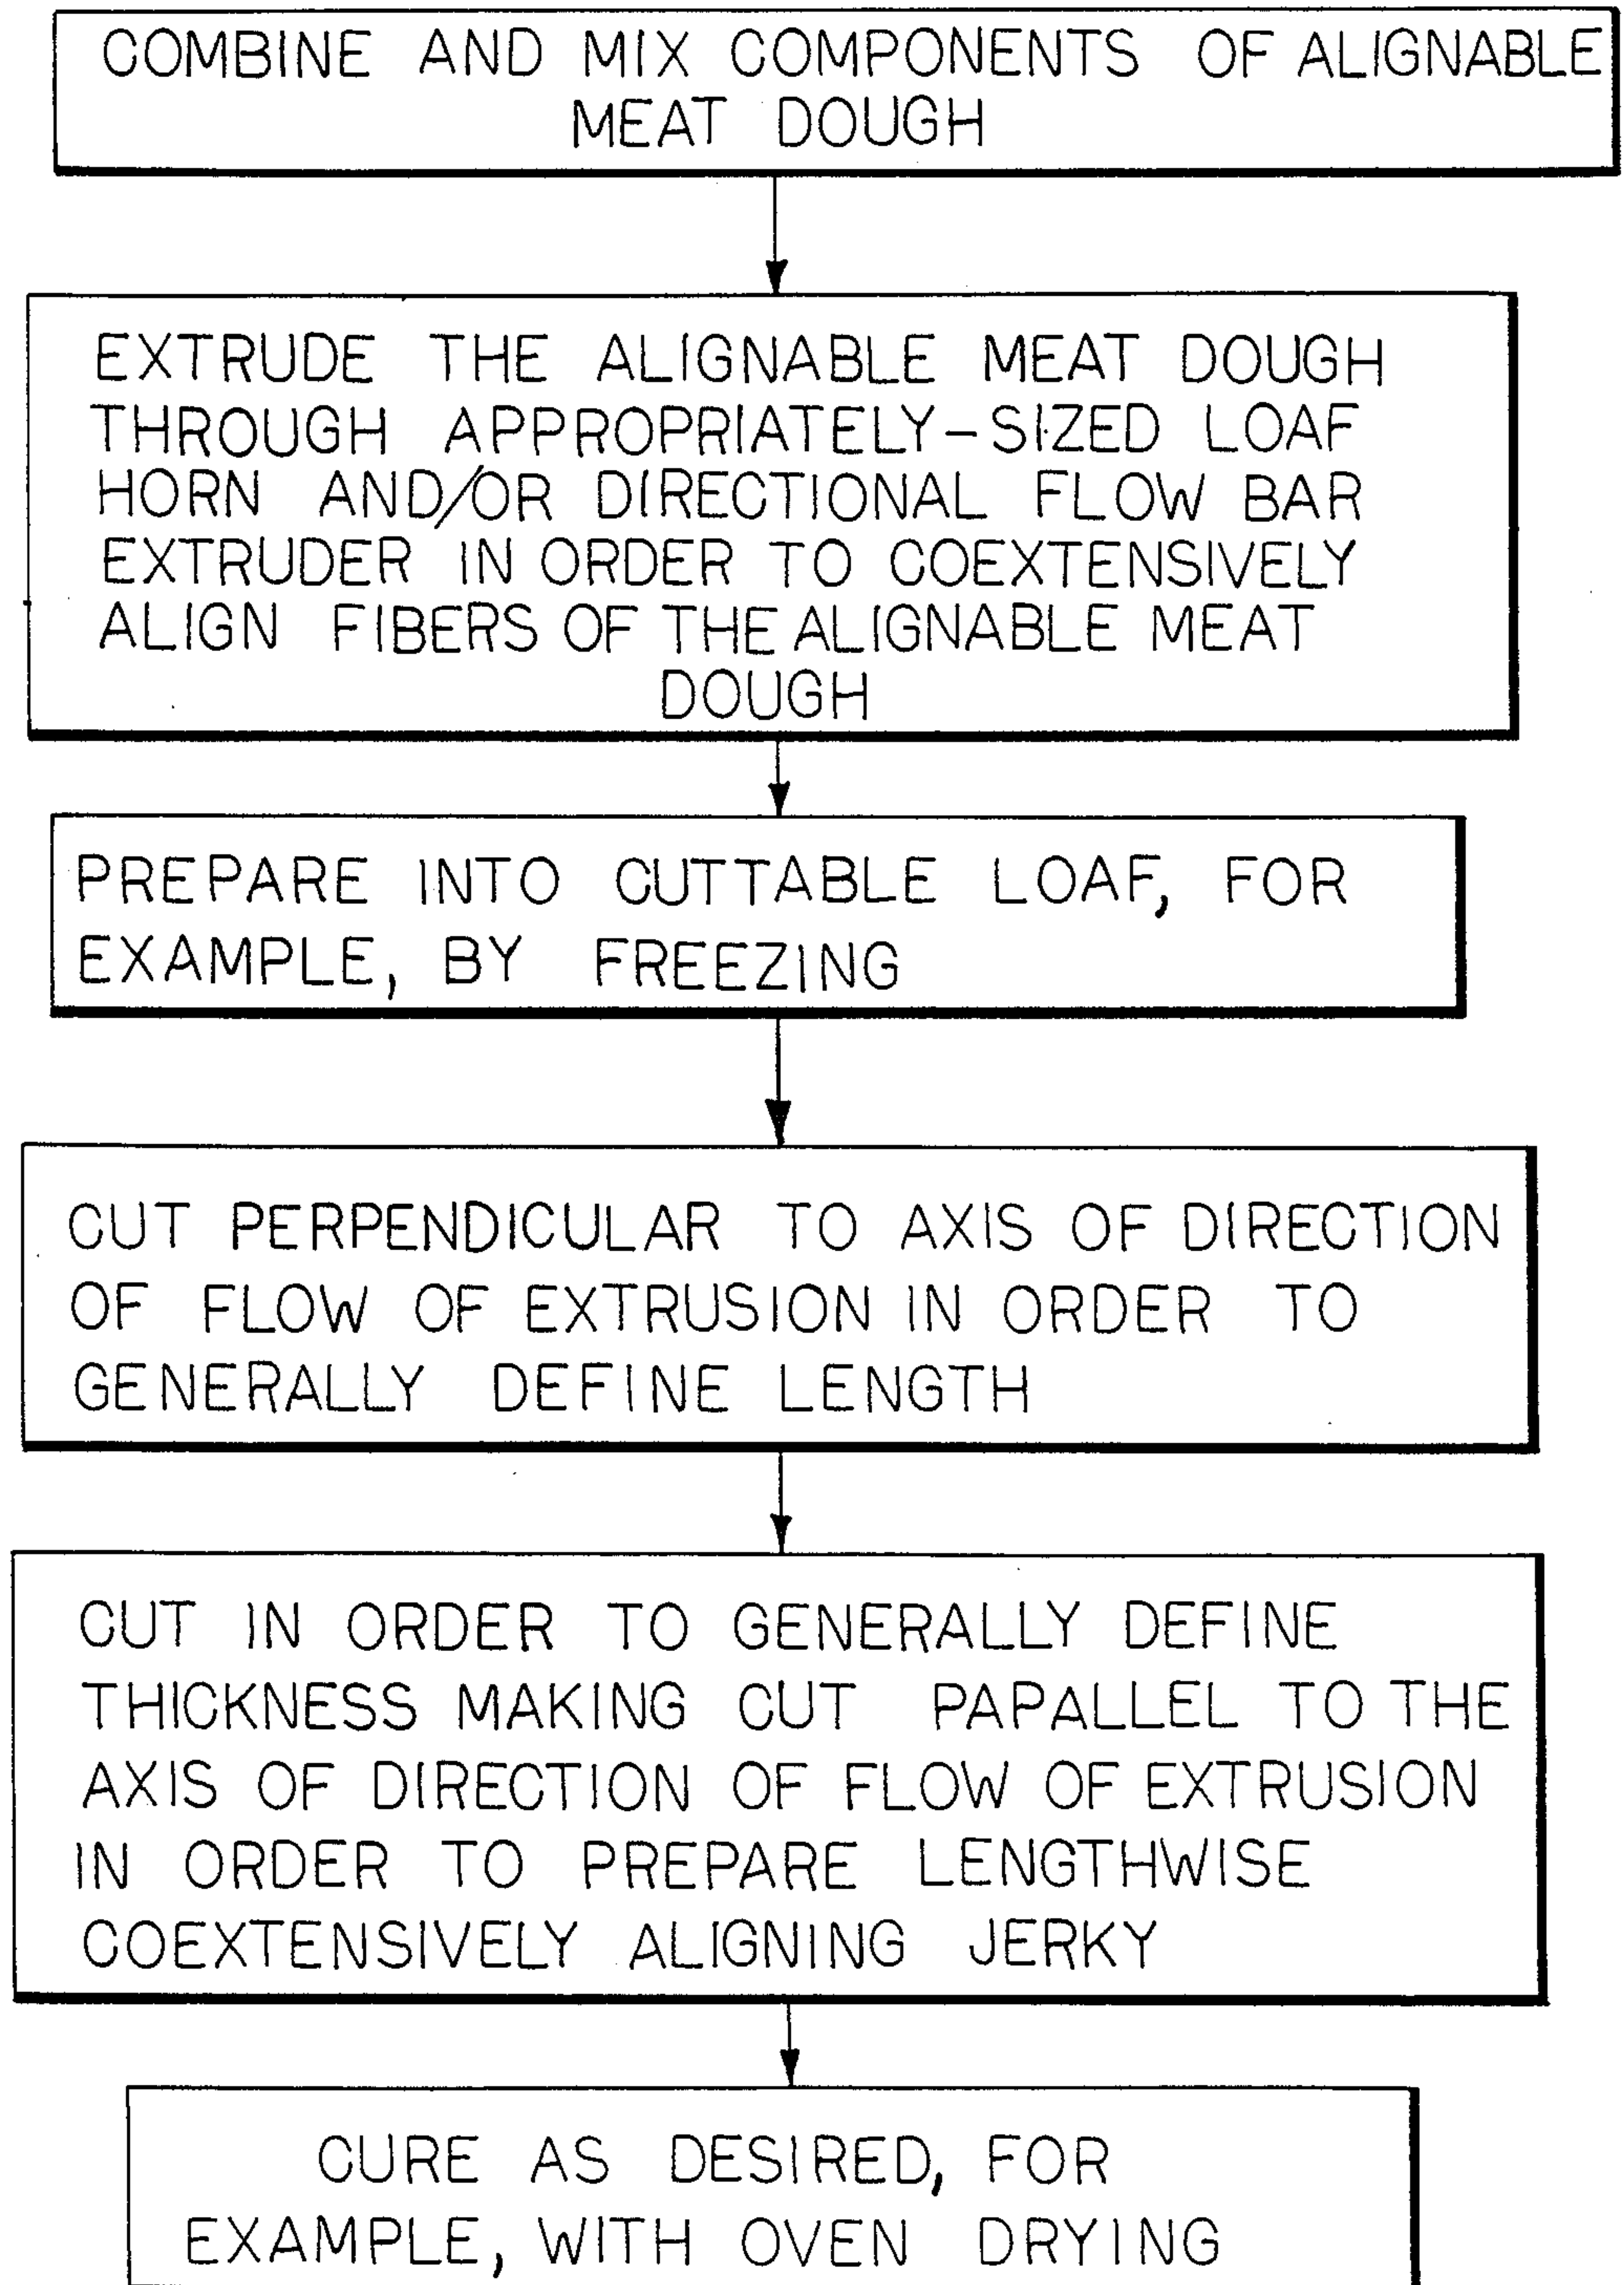 COMBINE AND MIX COMPONENTS OF ALIGNABLE
MEAT DOUGH
EXTRUDE THE ALIGNABLE MEAT DOUGH
THROUGH APPROPRIATELY-SIZED LOAF
HORN AND/OR DIRECTIONAL FLOW BAR
EXTRUDER IN ORDER TO COEXTENSIVELY
ALIGN FIBERS OF THE ALIGNABLE MEAT
DOUGH
PREPARE INTO CUTTABLE LOAF, FOR
EXAMPLE, BY FREEZING
CUT PERPENDICULAR TO AXIS OF DIRECTION
OF FLOW OF EXTRUSION IN ORDER TO
GENERALLY DEFINE LENGTH
CUT IN ORDER TO GENERALLY DEFINE
THICKNESS MAKING CUT PAPALLEL TO THE
AXIS OF DIRECTION OF FLOW OF EXTRUSION
IN ORDER TO PREPARE LENGTHWISE
COEXTENSIVELY ALIGNING JERKY
CURE AS DESIRED, FOR
EXAMPLE, WITH OVEN DRYING